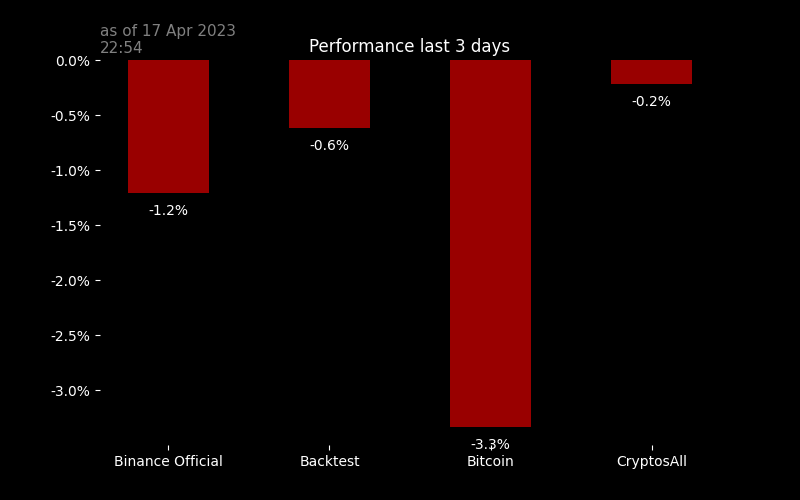 as of 17 Apr 2023
22:54
Performance last 3 days
0.0%
-0.5%
-1.0%
-1.5%
-2.0%
-2.5%
-3.0%
-1.2%
-0.6%
-3.3%
-0.2%
Binance Official
Backtest
Bitcoin
CryptosAll